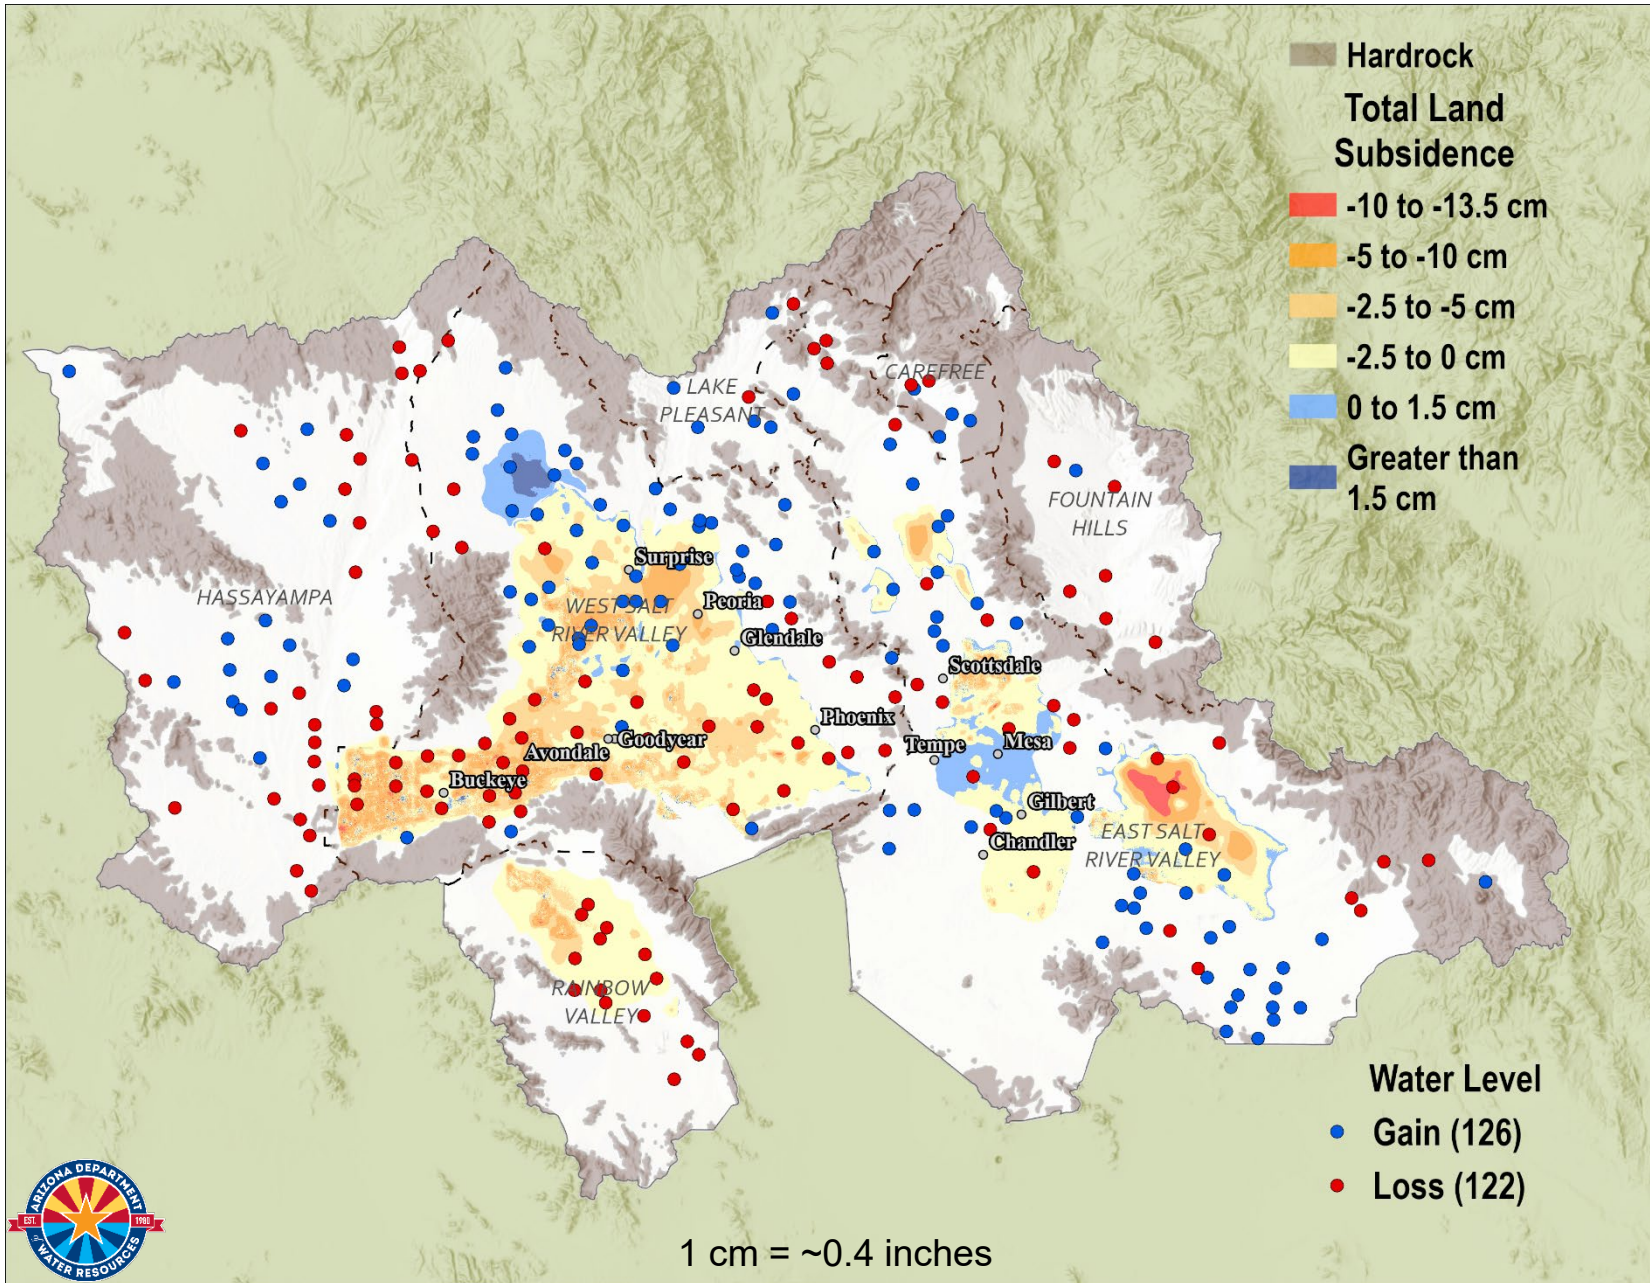 Hardrock
Total Land
Subsidence
-10 to -13.5 cm
-5 to -10 cm
-2.5 to -5 cm
-2.5 to 0 cm
0 to 1.5 cm
Greater than
1.5 cm
LAKE
PLEASANT
CAREFREE
FOUNTAIN
HILLS
HASSAYAMPA
Surprise
WEST SALT
RIVER VALLEY
Peoria
Glendale
Scottsdale
Phoenix
Goodyear
Avondale
Tempe
Mesa
Buckeye
Gilbert
Chandler
EAST SALT
RIVER VALLEY
RAINBOW
VALLEY
Water Level
Gain (126)
Loss (122)
ARIZONA DEPARTMENT
EST. 1980
of
WATER RESOURCES
1 cm = ~0.4 inches